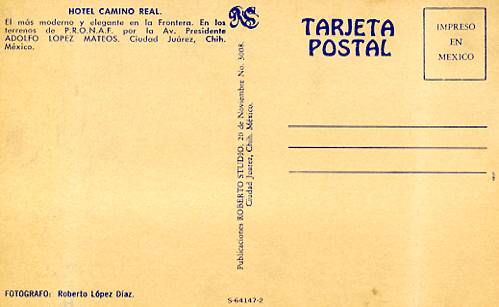 HOTEL CAMINO REAL.
El más moderno y elegante en la Frontera. En los
terrenos de P.R.O.N.A.F. por la Av. Presidente
ADOLFO LOPEZ MATEOS. Ciudad Juárez, Chih.
México.
RS
TARJETA
POSTAL
IMPRESO
EN
MEXICO
Publicaciones ROBERTO STUDIO, 20 de Noviembre No. 3008.
Ciudad Juárez, Chih. México.
FOTOGRAFO: Roberto López Díaz.
S-64147-2